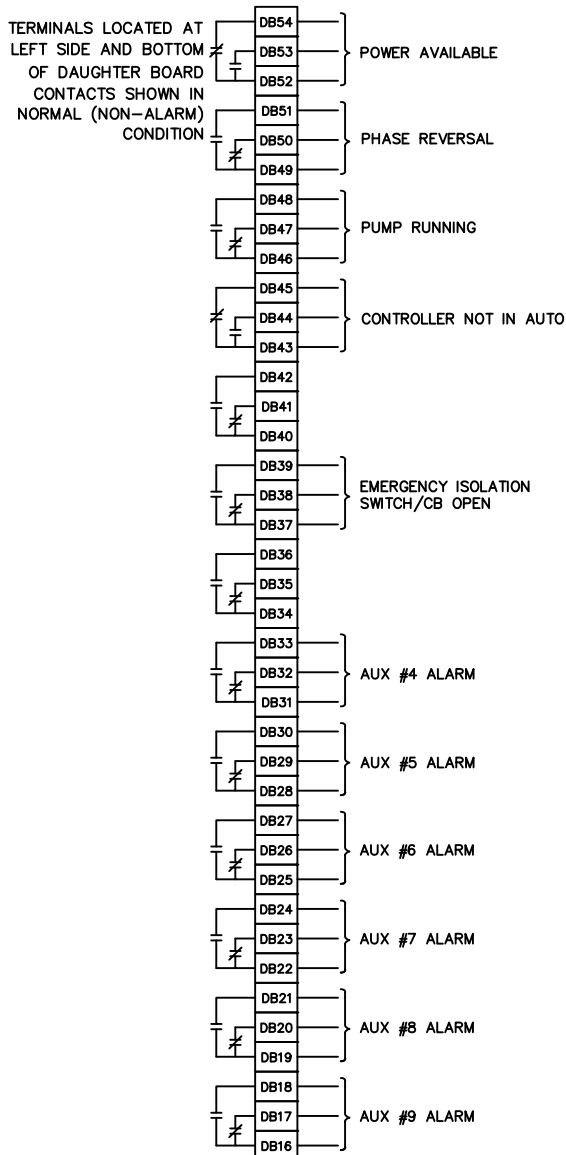 TERMINALS LOCATED AT
LEFT SIDE AND BOTTOM
OF DAUGHTER BOARD
CONTACTS SHOWN IN
NORMAL (NON-ALARM)
CONDITION
DB54
DB53
DB52
POWER AVAILABLE
DB51
DB50
DB49
PHASE REVERSAL
DB48
DB47
DB46
PUMP RUNNING
DB45
DB44
DB43
CONTROLLER NOT IN AUTO
DB42
DB41
DB40
DB39
DB38
DB37
EMERGENCY ISOLATION
SWITCH/CB OPEN
DB36
DB35
DB34
DB33
DB32
DB31
AUX #4 ALARM
DB30
DB29
DB28
AUX #5 ALARM
DB27
DB26
DB25
AUX #6 ALARM
DB24
DB23
DB22
AUX #7 ALARM
DB21
DB20
DB19
AUX #8 ALARM
DB18
DB17
DB16
AUX #9 ALARM